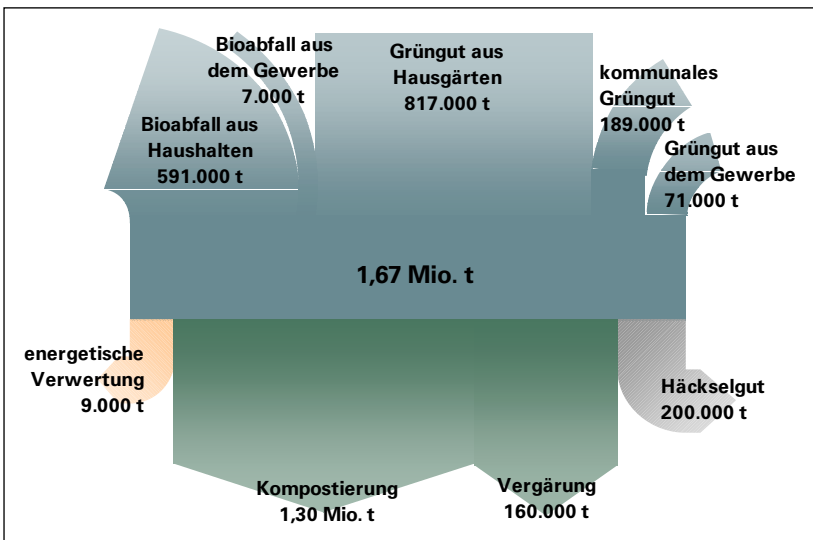 Bioabfall aus
dem Gewerbe
7.000 t
Grüngut aus
Hausgärten
817.000 t
kommunales
Grüngut
189.000 t
Bioabfall aus
Haushalten
591.000 t
Grüngut aus
dem Gewerbe
71.000 t
1,67 Mio. t
energetische
Verwertung
9.000 t
Häckselgut
200.000 t
Kompostierung
1,30 Mio. t
Vergärung
160.000 t